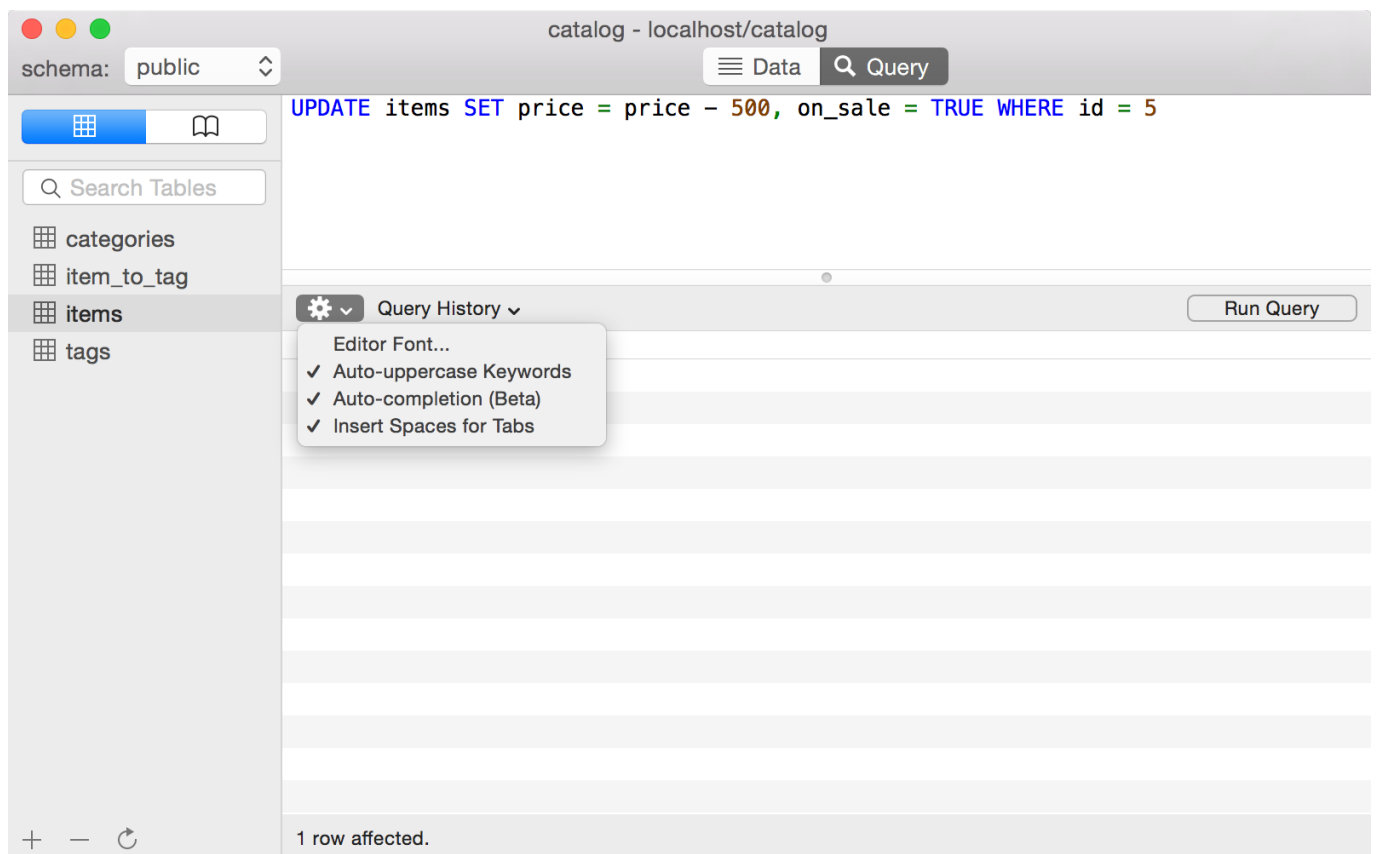 catalog - localhost/catalog
schema: public
Data Query
UPDATE items SET price = price - 500, on_sale = TRUE WHERE id = 5
Search Tables
categories
item_to_tag
items
tags
Query History Run Query
Editor Font...
Auto-uppercase Keywords
Auto-completion (Beta)
Insert Spaces for Tabs
1 row affected.